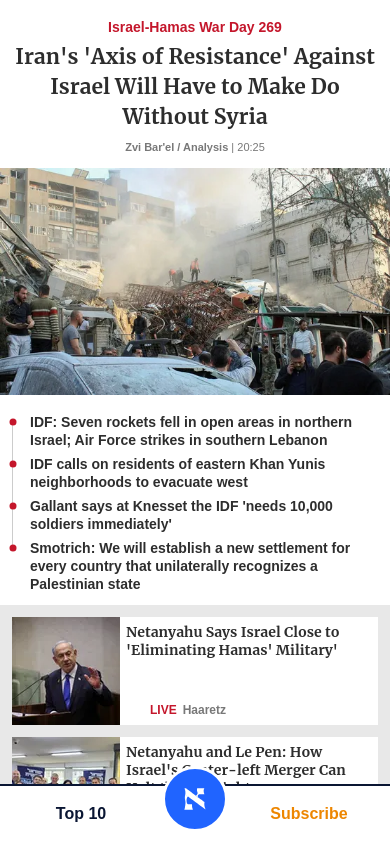 Israel-Hamas War Day 269
Iran's 'Axis of Resistance' Against
Israel Will Have to Make Do
Without Syria
Zvi Bar'el / Analysis | 20:25
IDF: Seven rockets fell in open areas in northern
Israel; Air Force strikes in southern Lebanon
IDF calls on residents of eastern Khan Yunis
neighborhoods to evacuate west
Gallant says at Knesset the IDF 'needs 10,000
soldiers immediately'
Smotrich: We will establish a new settlement for
every country that unilaterally recognizes a
Palestinian state
Netanyahu Says Israel Close to
'Eliminating Hamas' Military'
LIVE Haaretz
Netanyahu and Le Pen: How
Israel's Center-left Merger Can
Top 10
Subscribe